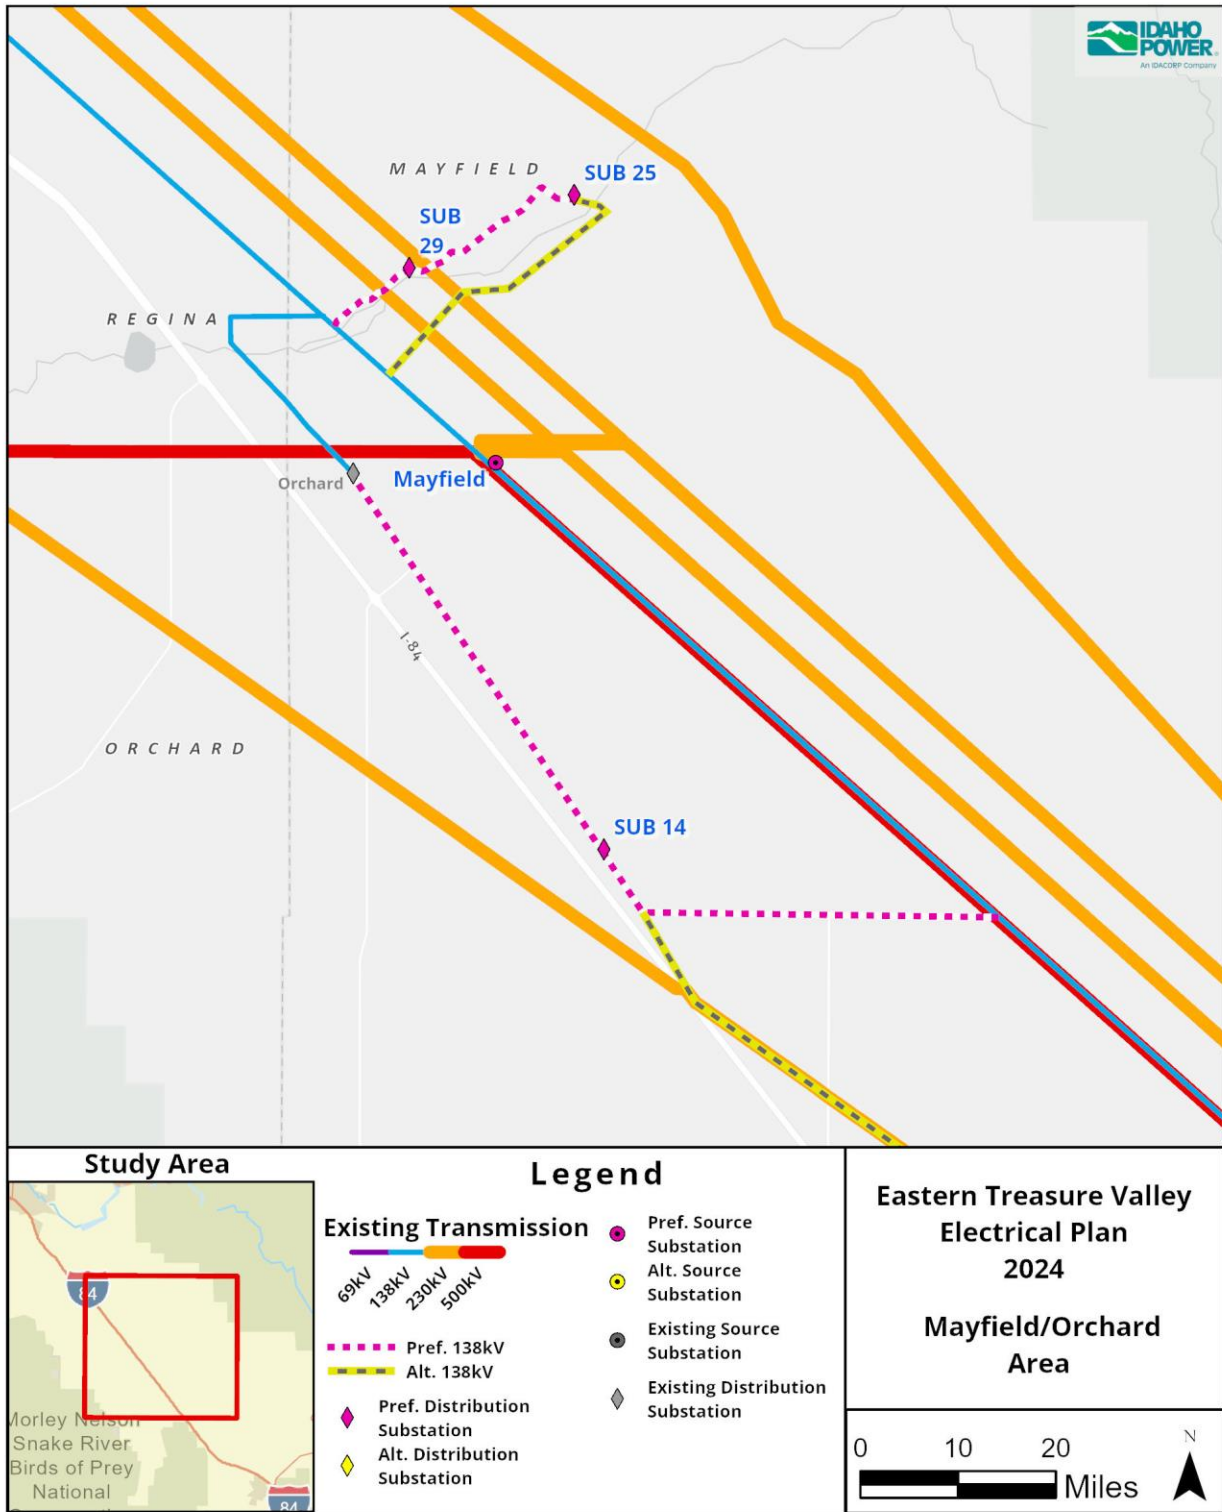 IDAHO
POWER®
An IDACORP Company
MAYFIELD
SUB 25
SUB
29
REGINA
Mayfield
Orchard
I-84
ORCHARD
SUB 14
Study Area
84
Morley Nelson
Snake River
Birds of Prey
National
84
Legend
Existing Transmission
69kV
138kV
230kV
500kV
Pref. 138kV
Alt. 138kV
Pref. Distribution
Substation
Alt. Distribution
Substation
Pref. Source
Substation
Alt. Source
Substation
Existing Source
Substation
Existing Distribution
Substation
Eastern Treasure Valley
Electrical Plan
2024
Mayfield/Orchard
Area
0 10 20
Miles
N